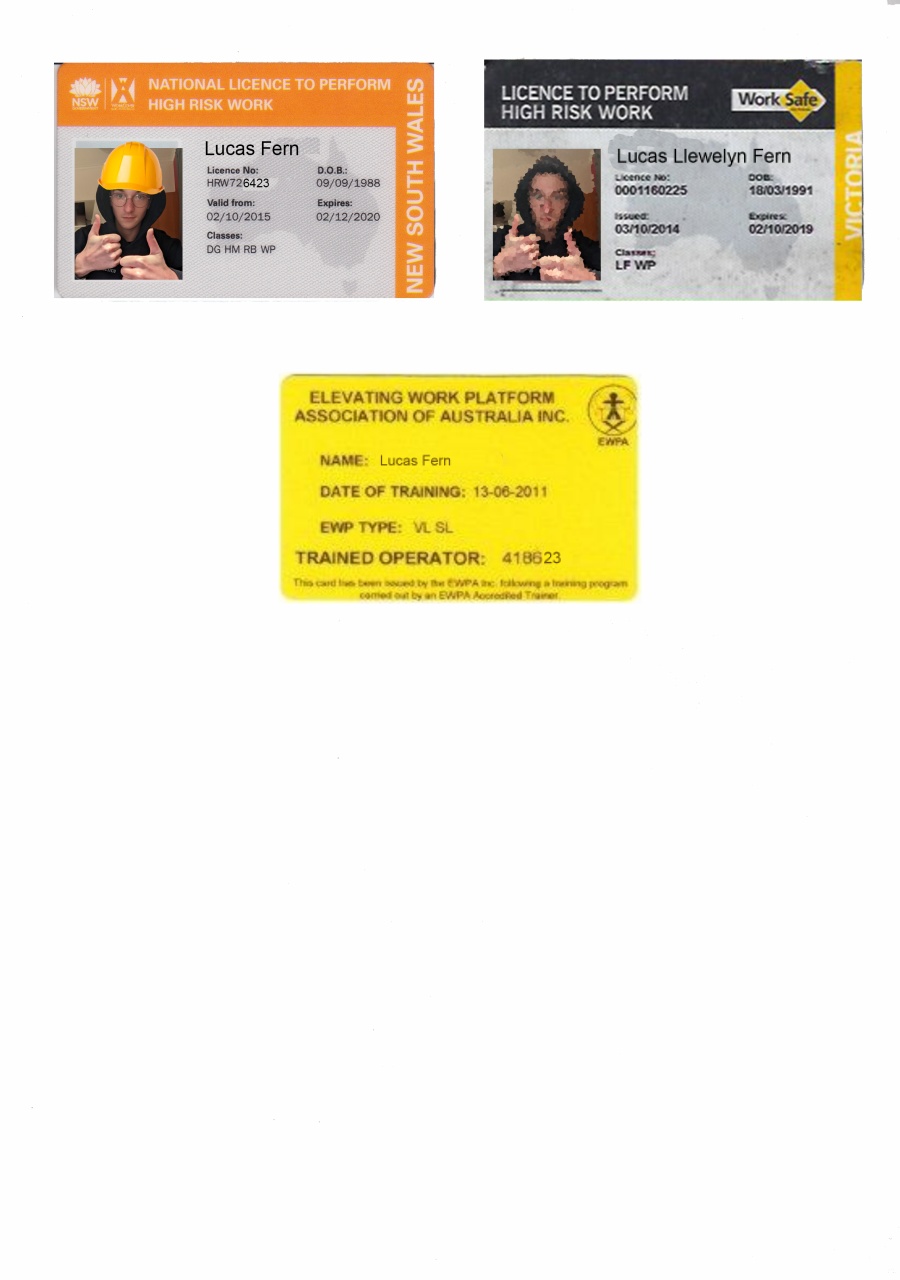 NATIONAL LICENCE TO PERFORM
HIGH RISK WORK
NSW
NEW SOUTH WALES
Lucas Fern
Licence No: D.O.B.:
HRW726423 09/09/1988
Valid from: Expires:
02/10/2015 02/12/2020
Classes:
DG HM RB WP
LICENCE TO PERFORM
HIGH RISK WORK
WorkSafe
VICTORIA
Lucas Llewelyn Fern
Licence No: DOB:
0001160225 18/03/1991
Issued: Expires:
03/10/2014 02/10/2019
Classes:
LF WP
ELEVATING WORK PLATFORM
ASSOCIATION OF AUSTRALIA INC.
EWPA
NAME: Lucas Fern
DATE OF TRAINING: 13-06-2011
EWP TYPE: VL SL
TRAINED OPERATOR: 418623
This card has been issued by the EWPA Inc. following a training program
carried out by an EWPA Accredited Trainer.